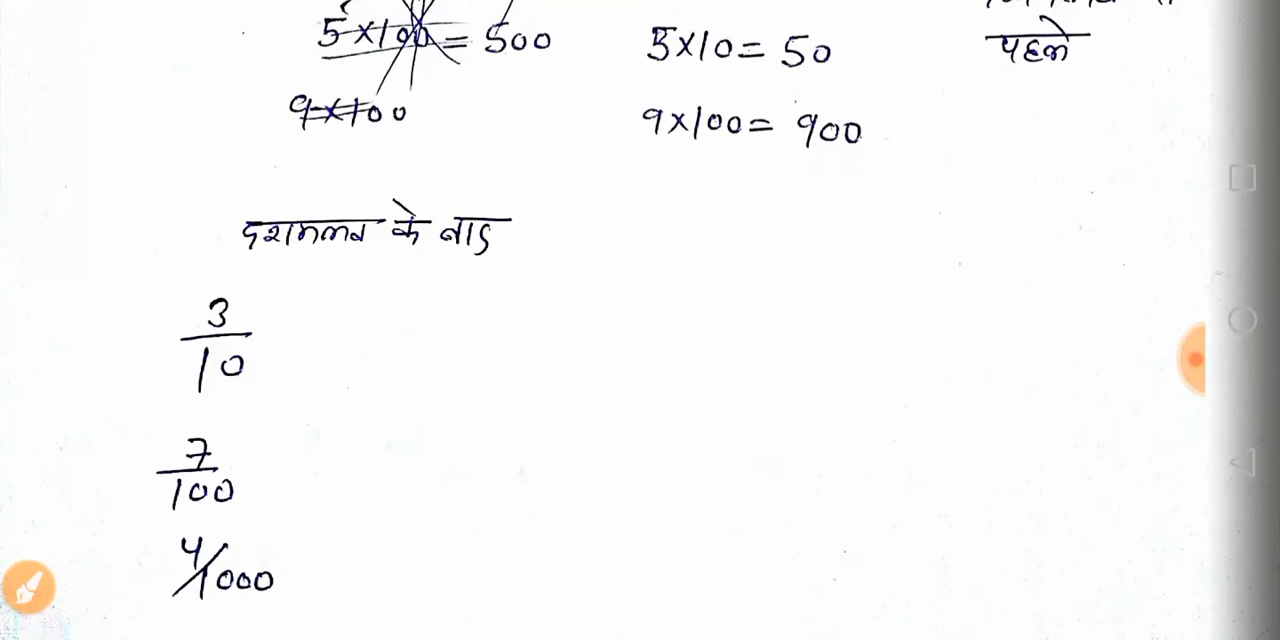 5×100 = 500
5×10 = 50
पहले
9×100
9×100 = 900
दशमलव के बाद
3/10
7/100
4/1000